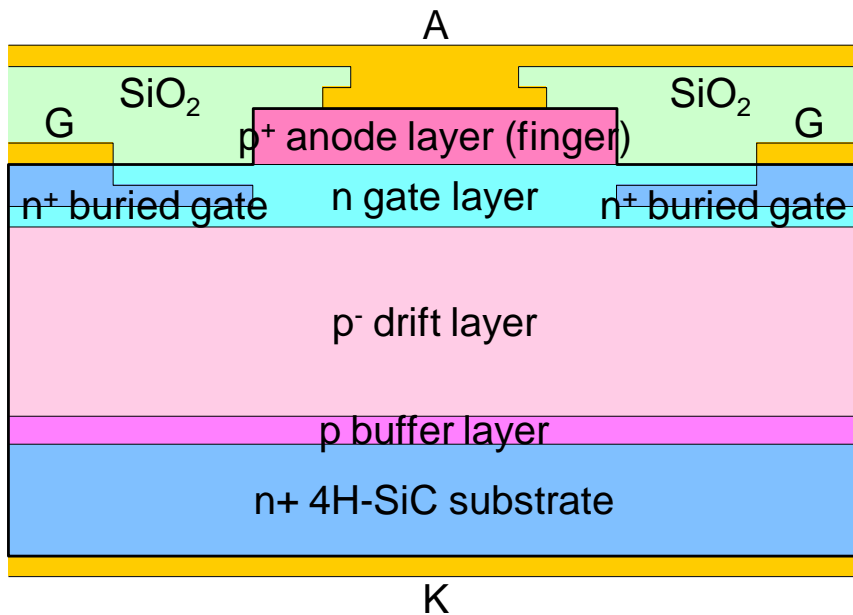 A
SiO₂ SiO₂
G G
p⁺ anode layer (finger)
n⁺ buried gate n gate layer n⁺ buried gate
p⁻ drift layer
p buffer layer
n+ 4H-SiC substrate
K